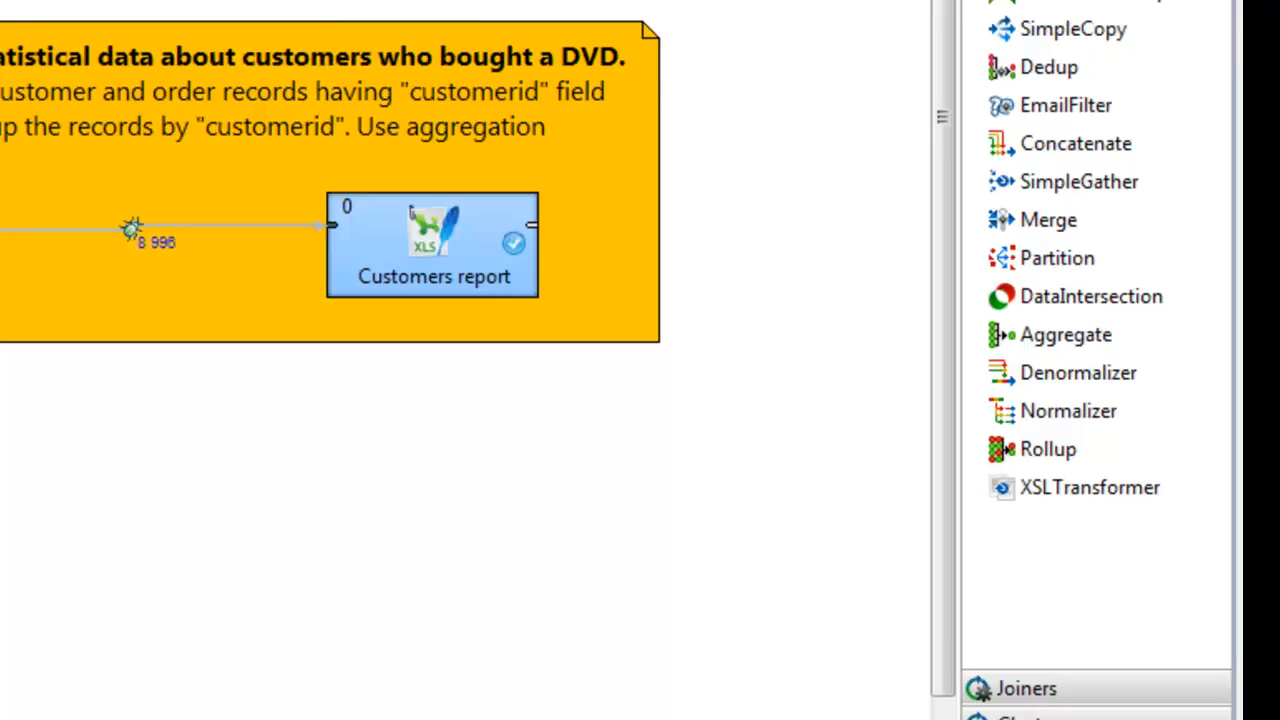 atistical data about customers who bought a DVD.
ustomer and order records having "customerid" field
up the records by "customerid". Use aggregation
8 996
0
XLS
Customers report
SimpleCopy
Dedup
EmailFilter
Concatenate
SimpleGather
Merge
Partition
DataIntersection
Aggregate
Denormalizer
Normalizer
Rollup
XSLTransformer
Joiners